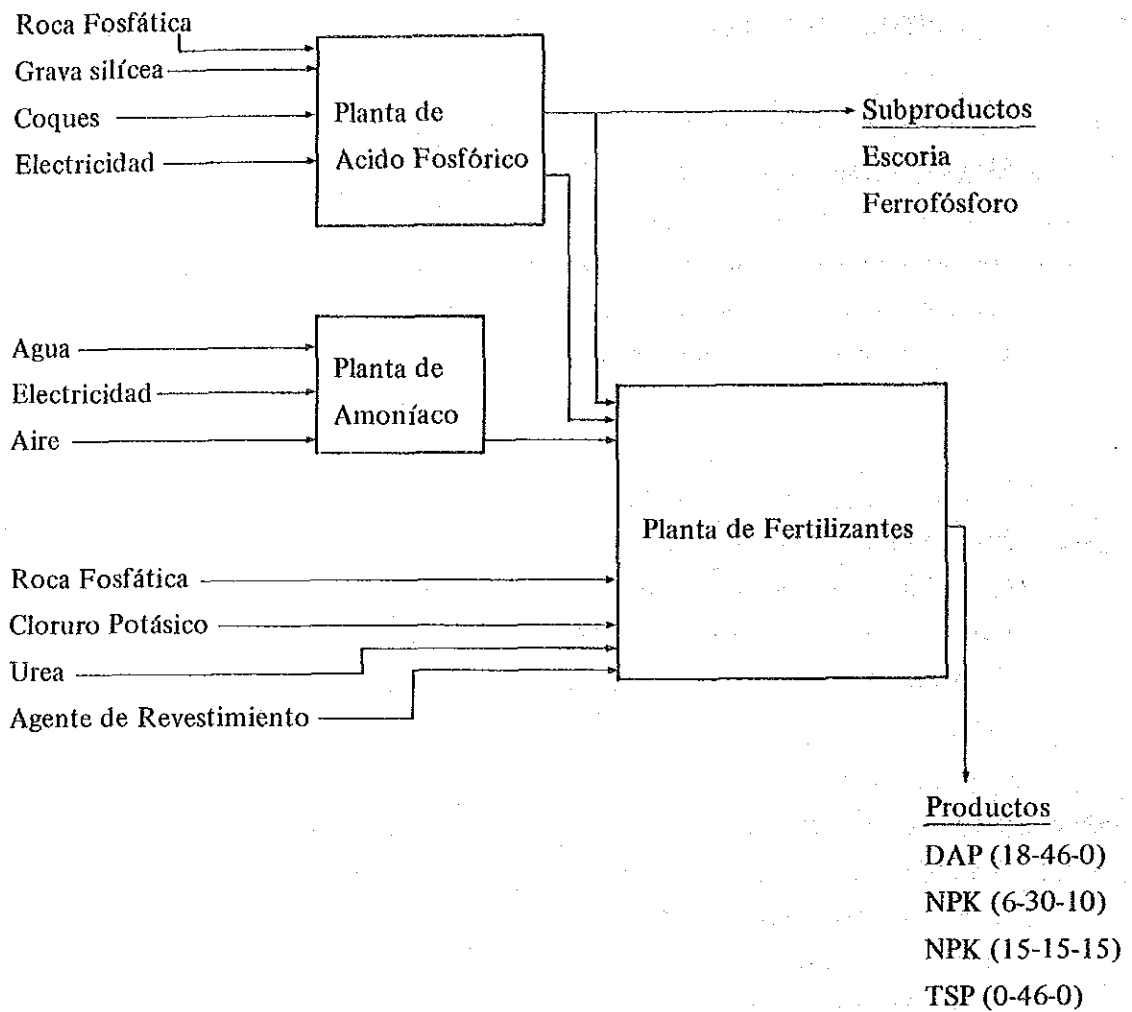 Roca Fosfática
Grava silícea
Coques
Electricidad
Planta de
Acido Fosfórico
Subproductos
Escoria
Ferrofósforo
Agua
Electricidad
Aire
Planta de
Amoníaco
Planta de Fertilizantes
Roca Fosfática
Cloruro Potásico
Urea
Agente de Revestimiento
Productos
DAP (18-46-0)
NPK (6-30-10)
NPK (15-15-15)
TSP (0-46-0)